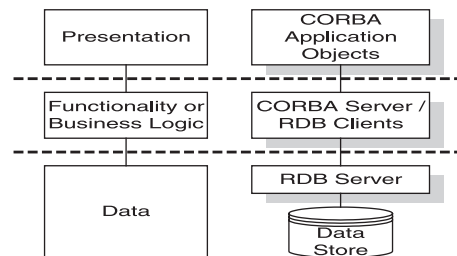 Presentation
CORBA
Application
Objects
Functionality or
Business Logic
CORBA Server /
RDB Clients
Data
RDB Server
Data
Store